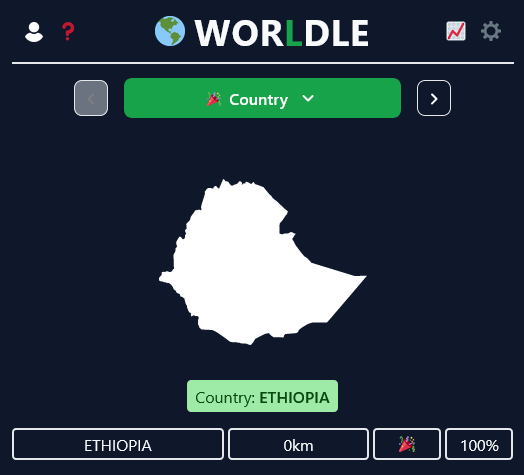 ?
WORLDLE
Country
Country: ETHIOPIA
ETHIOPIA 0km 100%